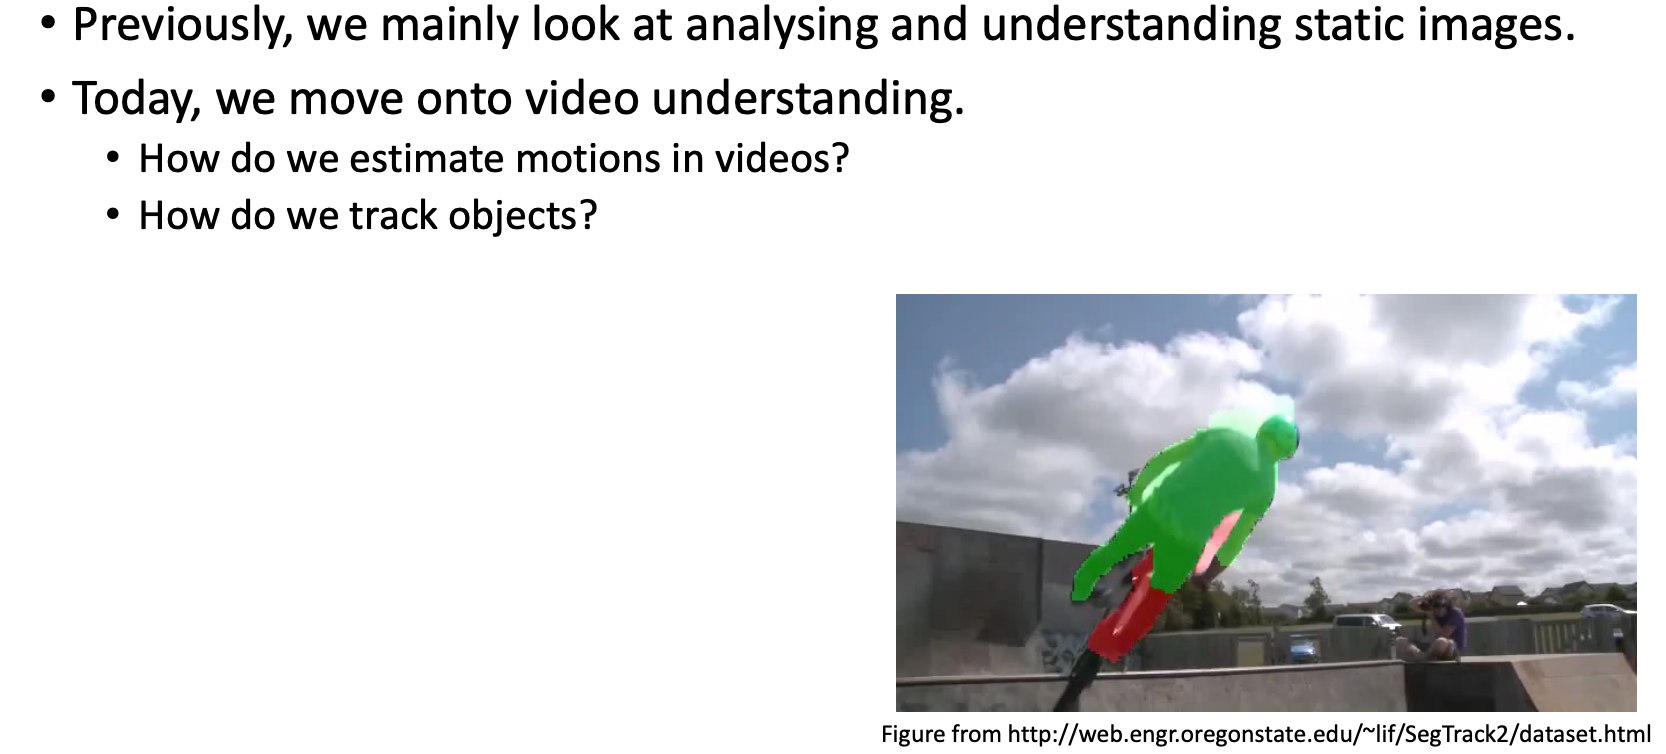 • Previously, we mainly look at analysing and understanding static images.
• Today, we move onto video understanding.
• How do we estimate motions in videos?
• How do we track objects?
Figure from http://web.engr.oregonstate.edu/~lif/SegTrack2/dataset.html